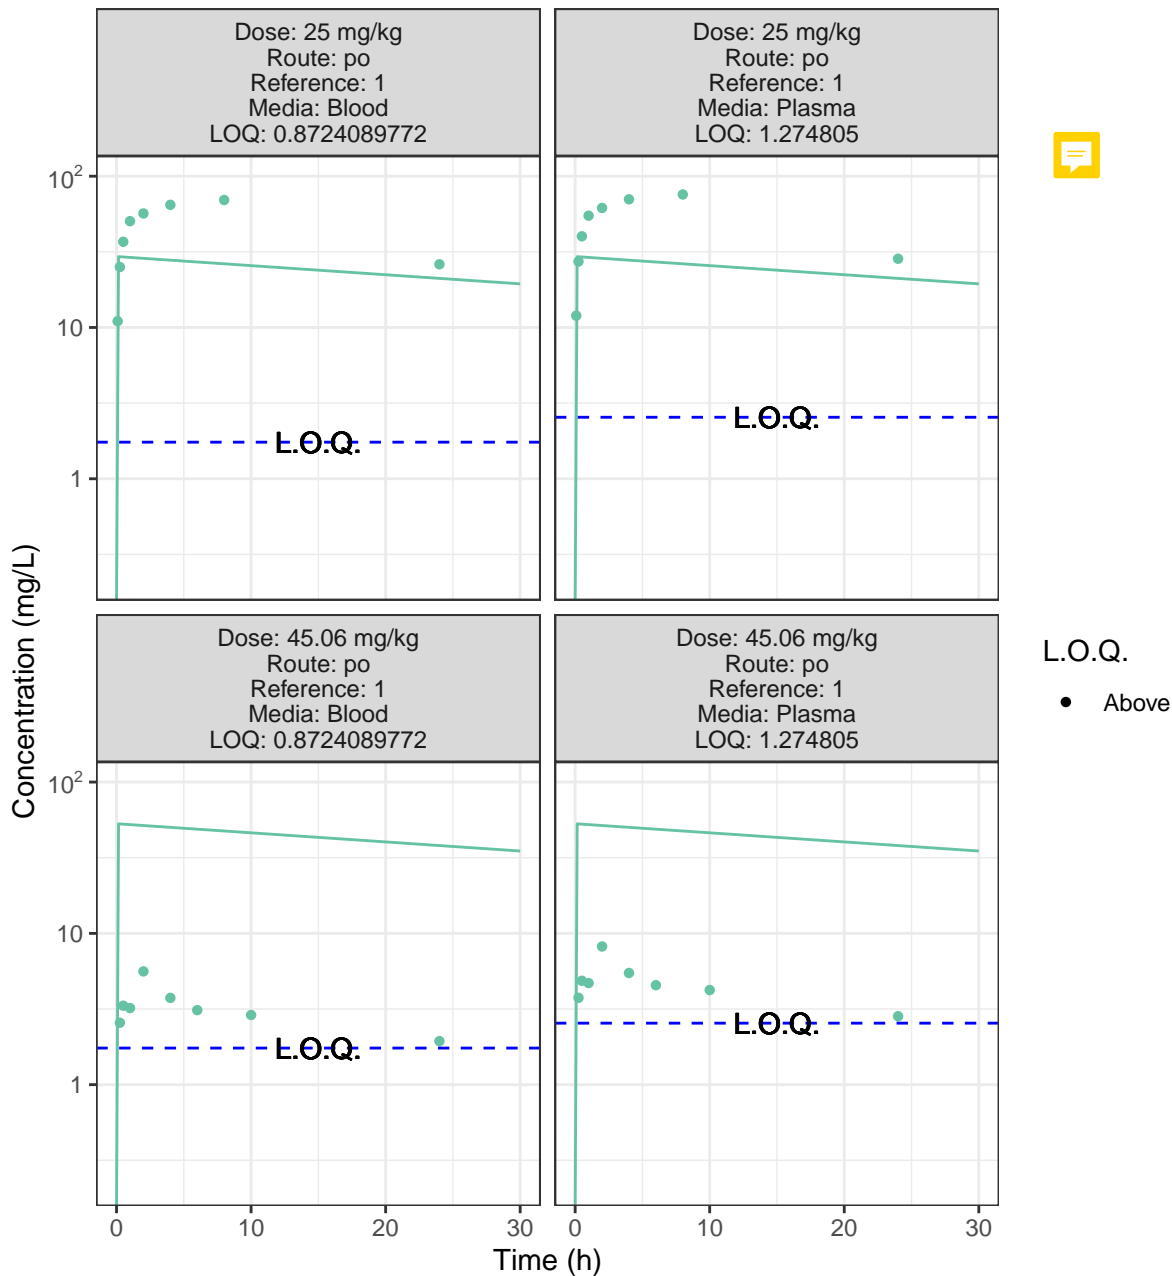 Dose: 25 mg/kg
Route: po
Reference: 1
Media: Blood
LOQ: 0.8724089772
Dose: 25 mg/kg
Route: po
Reference: 1
Media: Plasma
LOQ: 1.274805
10²
10
1
L.O.Q.
L.O.Q.
Concentration (mg/L)
Dose: 45.06 mg/kg
Route: po
Reference: 1
Media: Blood
LOQ: 0.8724089772
Dose: 45.06 mg/kg
Route: po
Reference: 1
Media: Plasma
LOQ: 1.274805
10²
10
1
L.O.Q.
L.O.Q.
0 10 20 30
0 10 20 30
Time (h)
L.O.Q.
Above